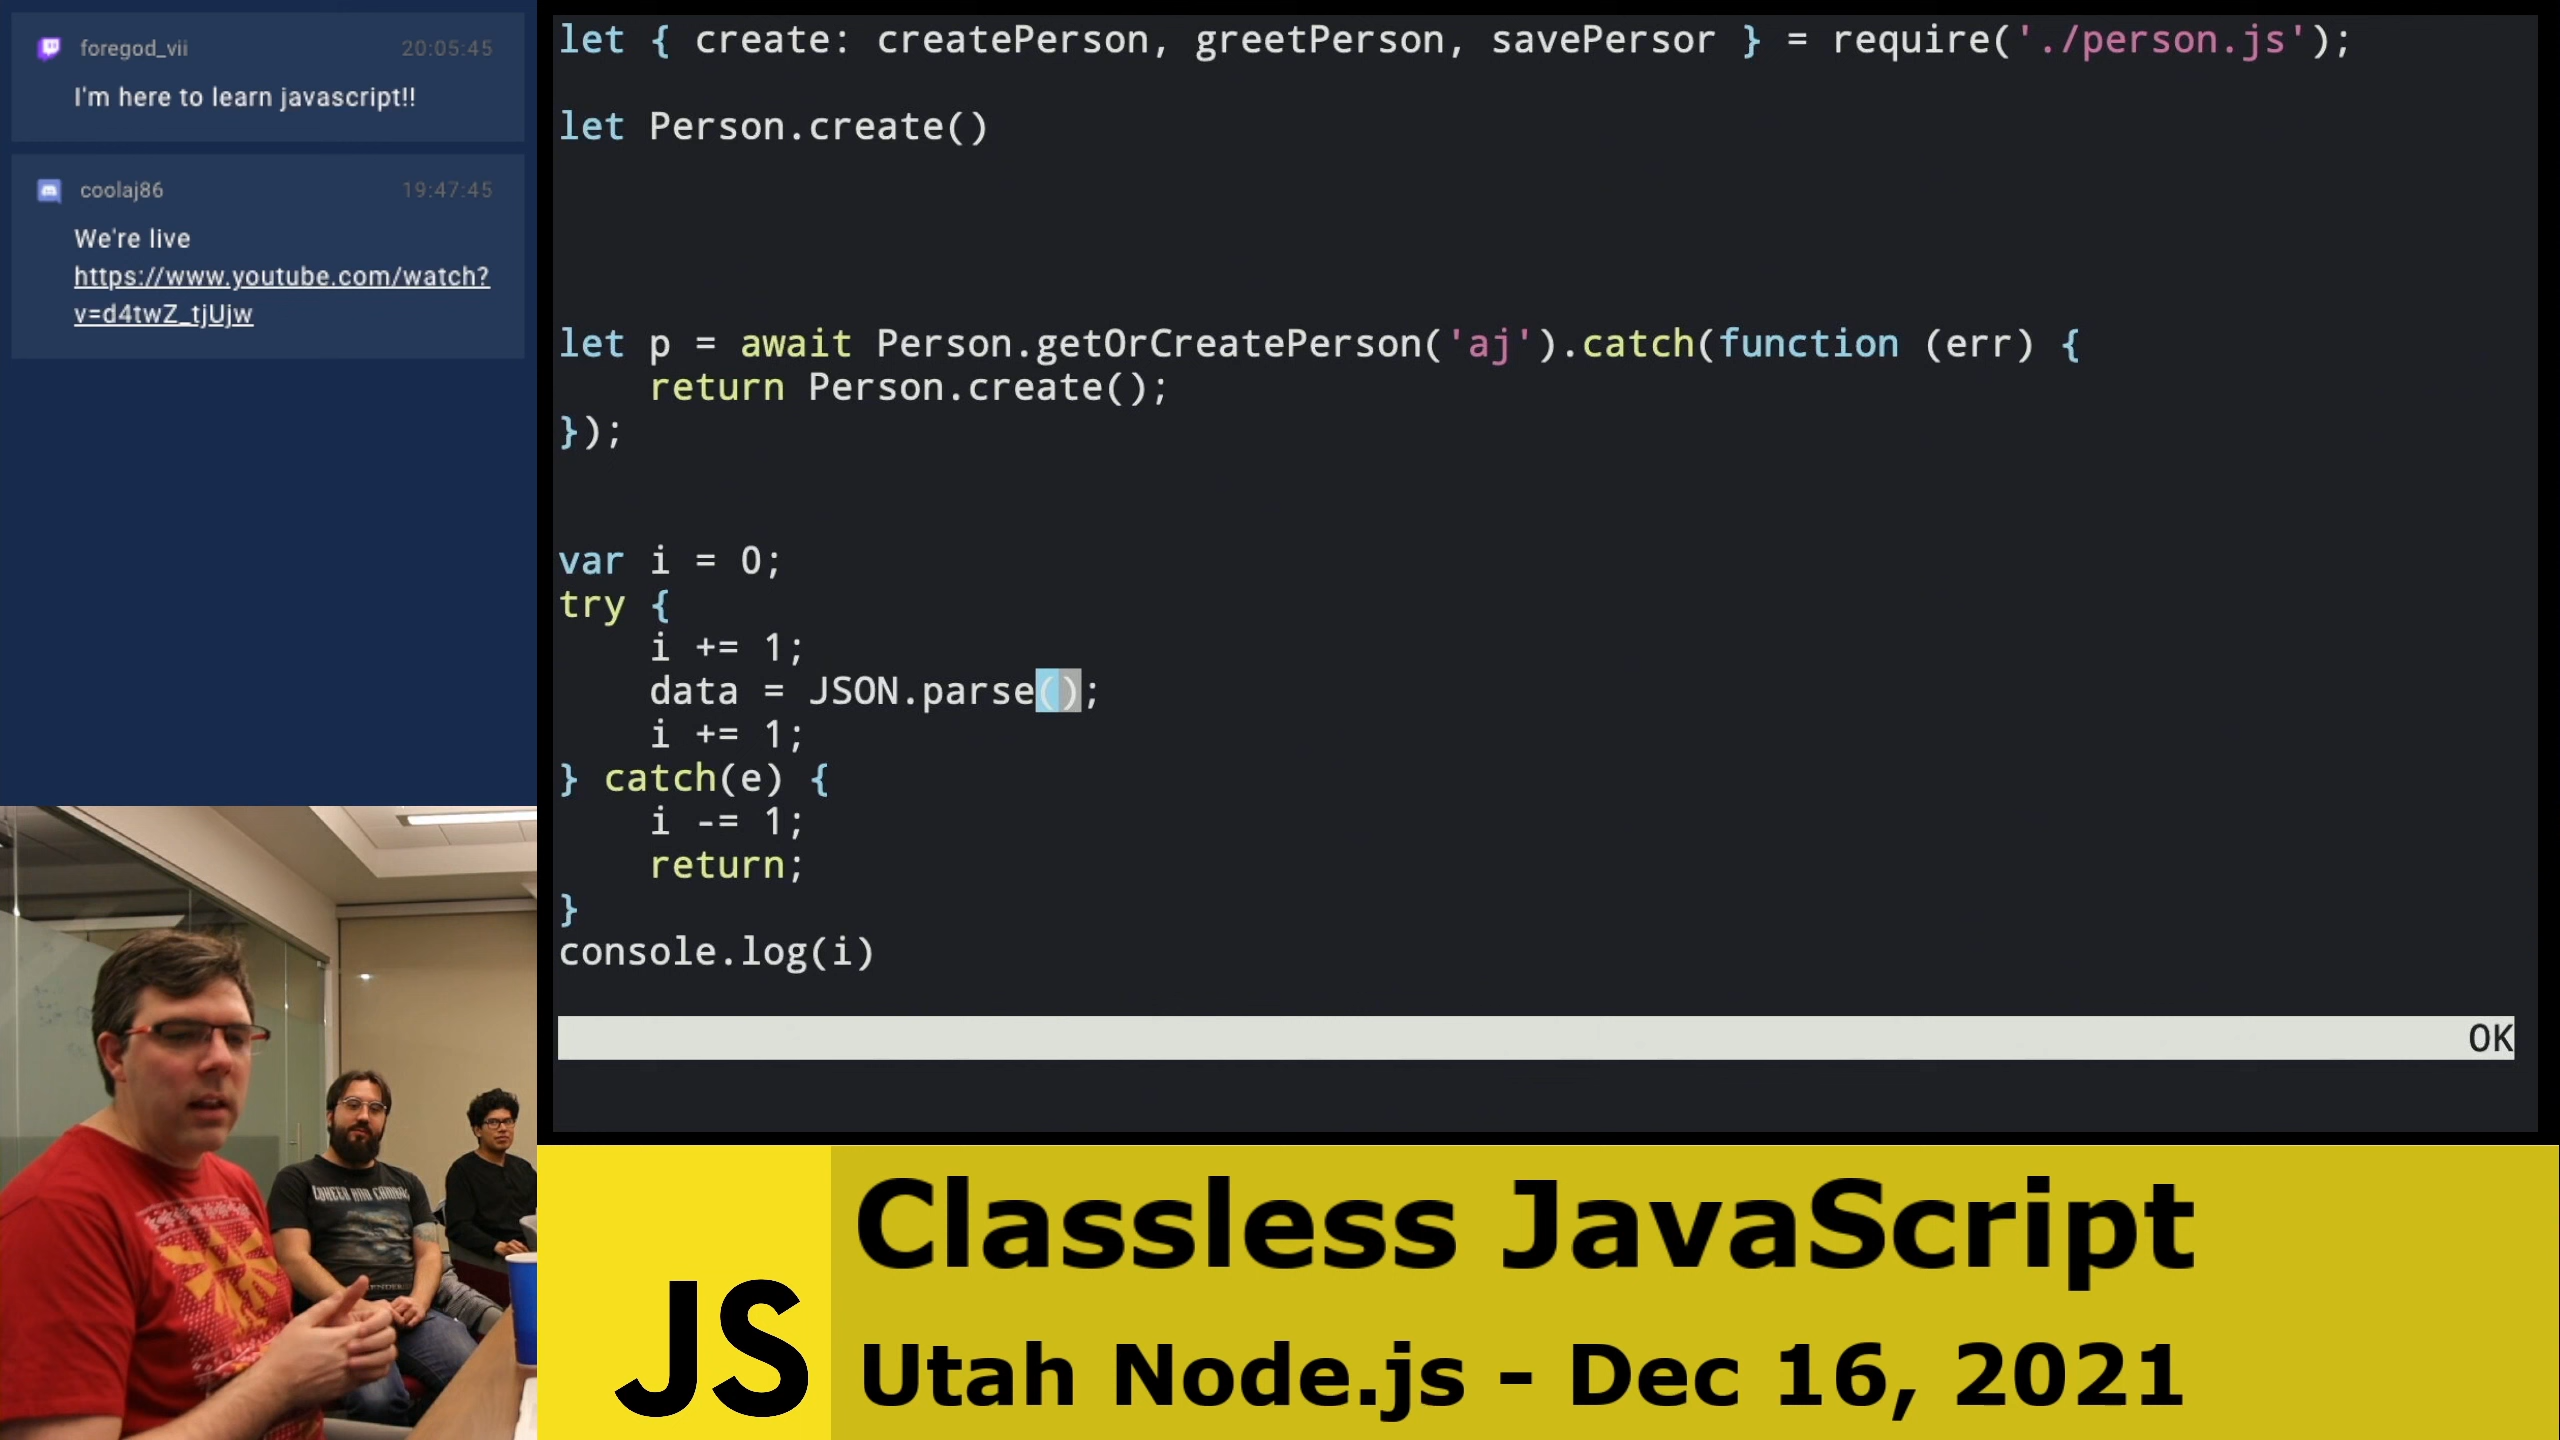 foregod_vii 20:05:45
I'm here to learn javascript!!
coolaj86 19:47:45
We're live
https://www.youtube.com/watch?
v=d4twZ_tjUjw
let { create: createPerson, greetPerson, savePersor } = require('./person.js');
let Person.create()
let p = await Person.getOrCreatePerson('aj').catch(function (err) {
    return Person.create();
});
var i = 0;
try {
    i += 1;
    data = JSON.parse();
    i += 1;
} catch(e) {
    i -= 1;
    return;
}
console.log(i)
OK
JS
Classless JavaScript
Utah Node.js - Dec 16, 2021